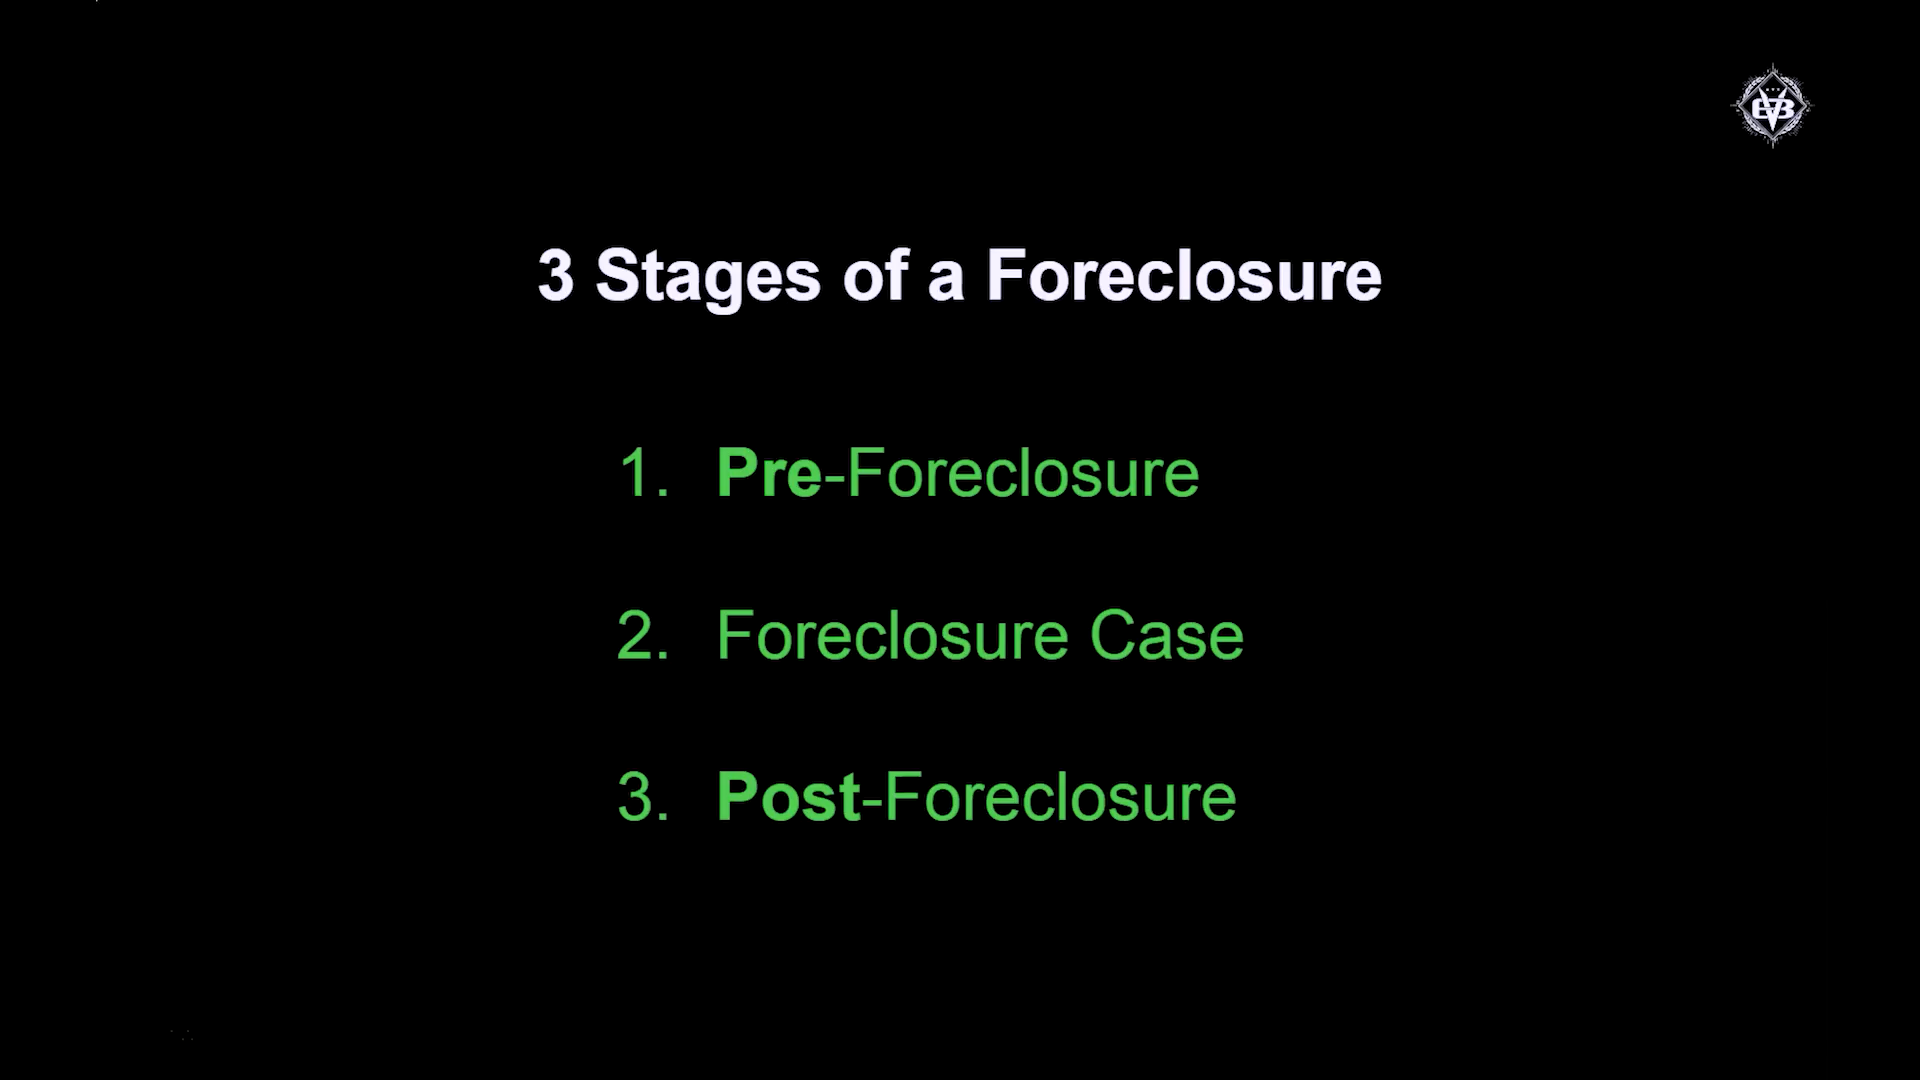 3 Stages of a Foreclosure
1. Pre-Foreclosure
2. Foreclosure Case
3. Post-Foreclosure